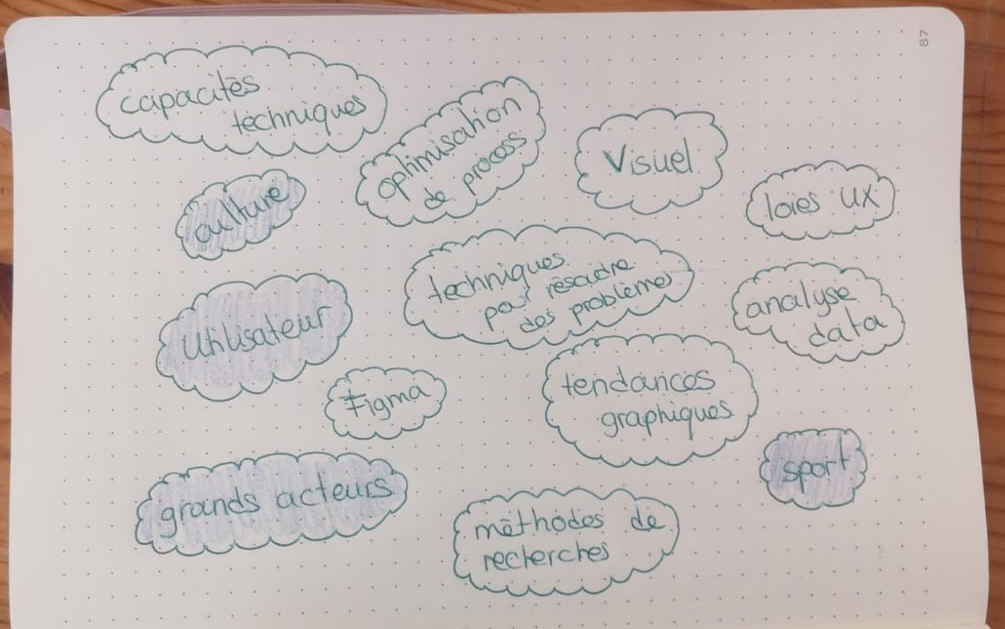 87
capacités
techniques
optimisation
de process
Visuel
culture
loies UX
techniques
pour résoudre
des problèmes
utilisateur
analyse
data
Figma
tendances
graphiques
sport
grands acteurs
méthodes de
recherches